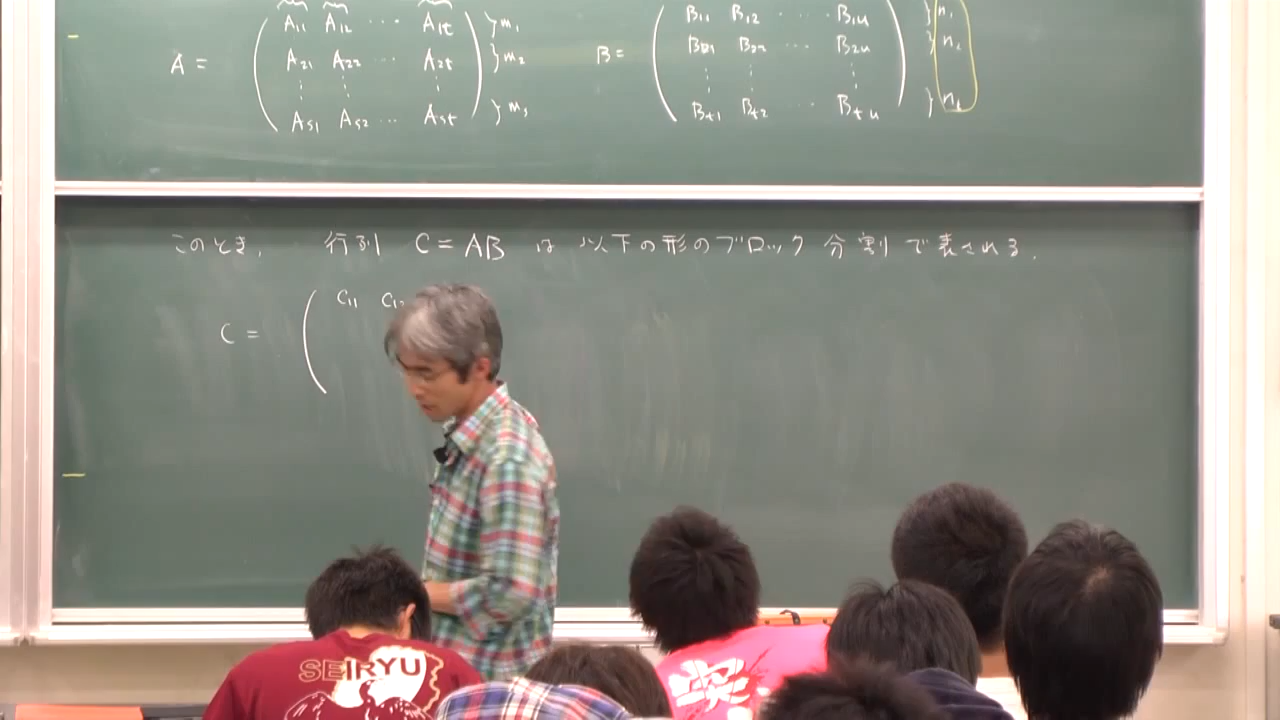 A = ( A11 A12 … A1t ) } m1 B = ( B11 B12 … B1u ) } n1
A21 A22 … A2t } m2 B21 B22 … B2u } n2
⋮ ⋮ ⋮ ⋮ ⋮ ⋮
As1 As2 … Ast } ms Bt1 Bt2 … Btu } nt
このとき, 行列 C = AB は 以下の形のブロック 分割 で表される.
C11 C12
C = (
SEIRYU